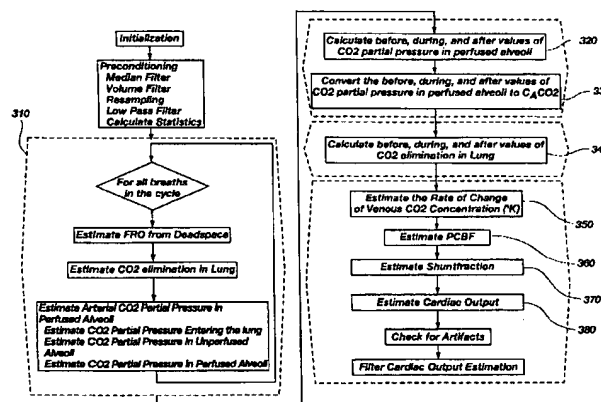 Initialization
Preconditioning
Median Filter
Volume Filter
Resampling
Low Pass Filter
Calculate Statistics
310
For all breaths
in the cycle
Estimate FRO from Deadspace
Estimate CO2 elimination in Lung
Estimate Arterial CO2 Partial Pressure in
Perfused Alveoli
Estimate CO2 Partial Pressure Entering the lung
Estimate CO2 Partial Pressure in Unperfused
Alveoli
Estimate CO2 Partial Pressure in Perfused Alveoli
Calculate before, during, and after values of
CO2 partial pressure in perfused alveoli
320
Convert the before, during, and after values of
CO2 partial pressure in perfused alveoli to CACO2
Calculate before, during, and after values of
CO2 elimination in Lung
Estimate the Rate of Change
of Venous CO2 Concentration ("K)
350
Estimate PCBF
360
Estimate Shuntfraction
370
Estimate Cardiac Output
380
Check for Artifacts
Filter Cardiac Output Estimation